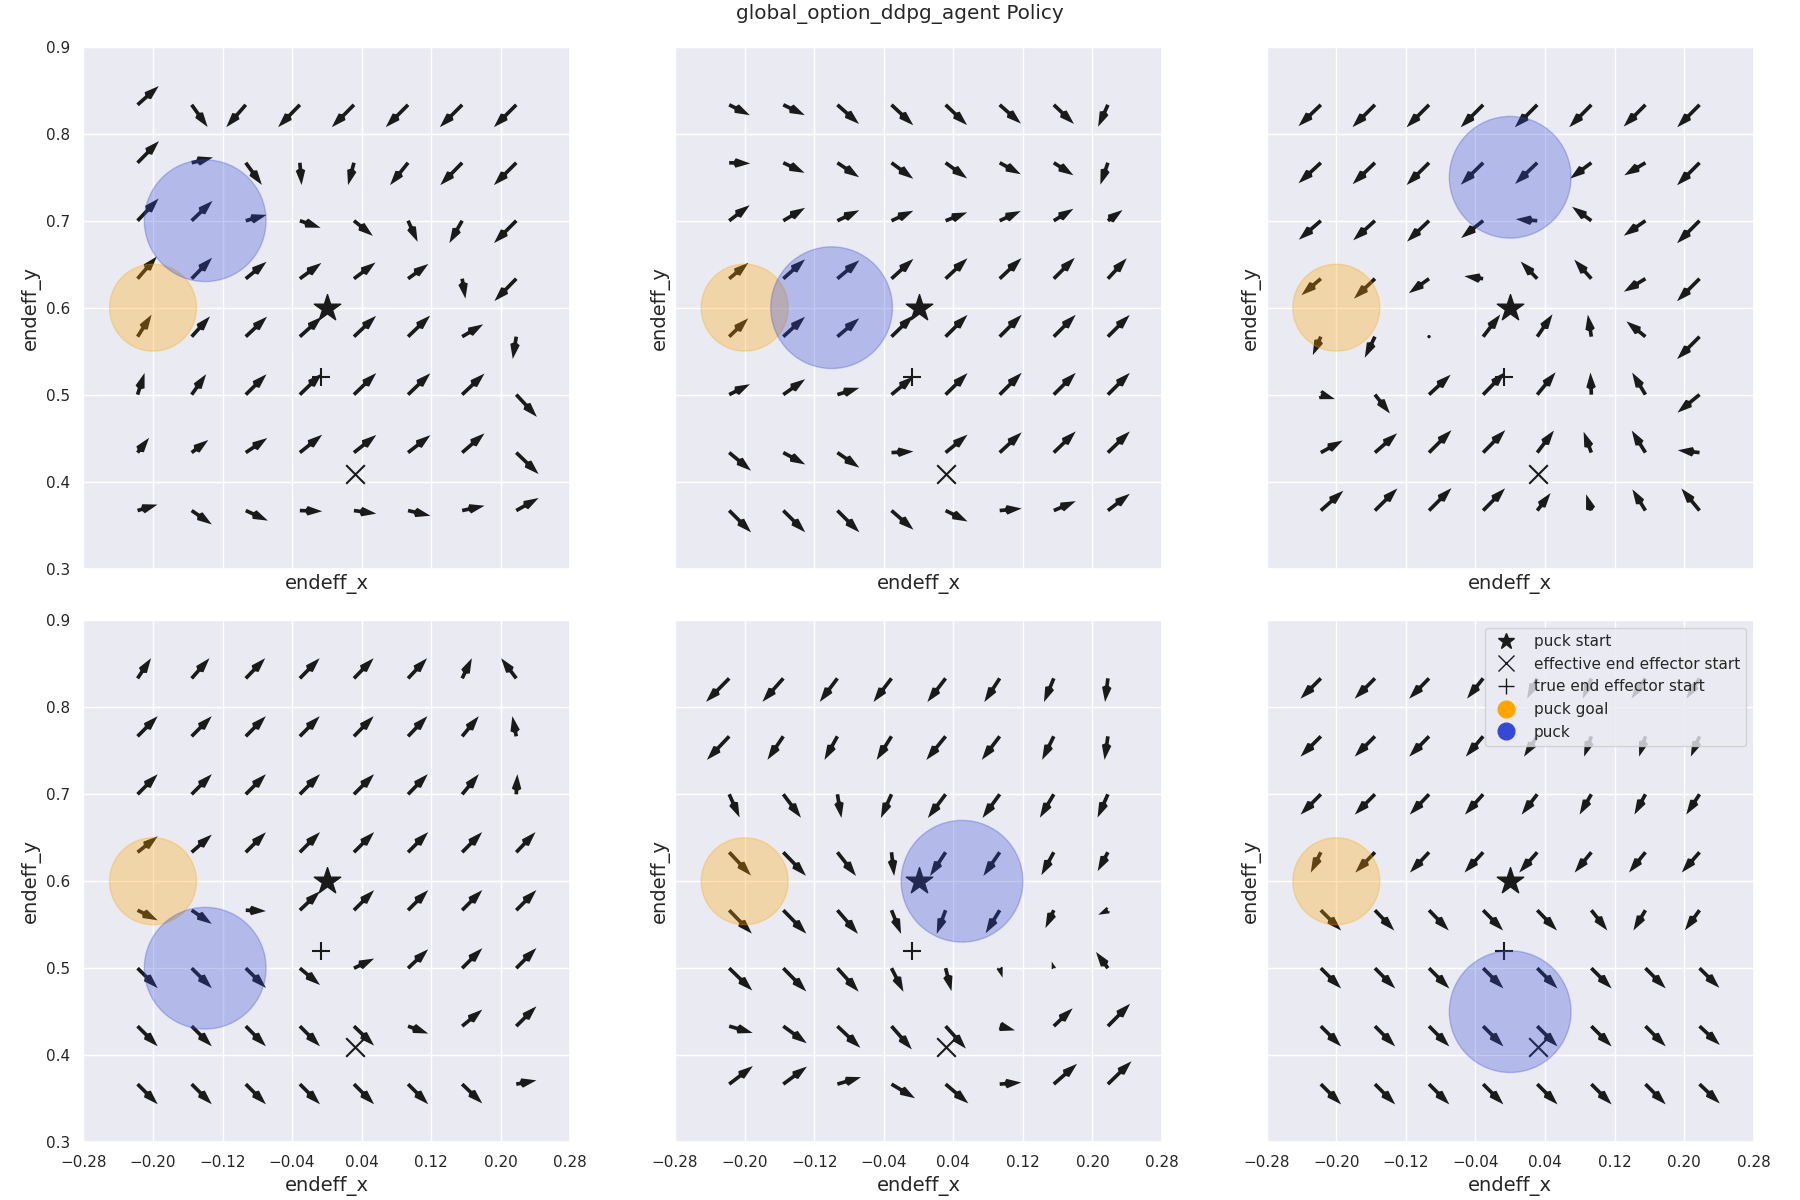 global_option_ddpg_agent Policy
0.9
0.8
0.7
0.6
0.5
0.4
0.3
endeff_y
endeff_x
endeff_y
endeff_x
endeff_y
endeff_x
0.9
0.8
0.7
0.6
0.5
0.4
0.3
endeff_y
−0.28 −0.20 −0.12 −0.04 0.04 0.12 0.20 0.28
endeff_x
endeff_y
−0.28 −0.20 −0.12 −0.04 0.04 0.12 0.20 0.28
endeff_x
puck start
effective end effector start
true end effector start
puck goal
puck
endeff_y
−0.28 −0.20 −0.12 −0.04 0.04 0.12 0.20 0.28
endeff_x